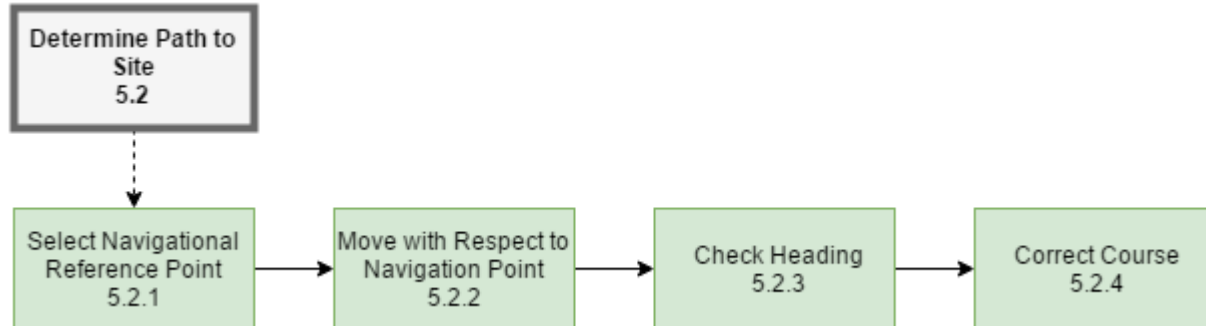 Determine Path to
Site
5.2
Select Navigational
Reference Point
5.2.1
Move with Respect to
Navigation Point
5.2.2
Check Heading
5.2.3
Correct Course
5.2.4